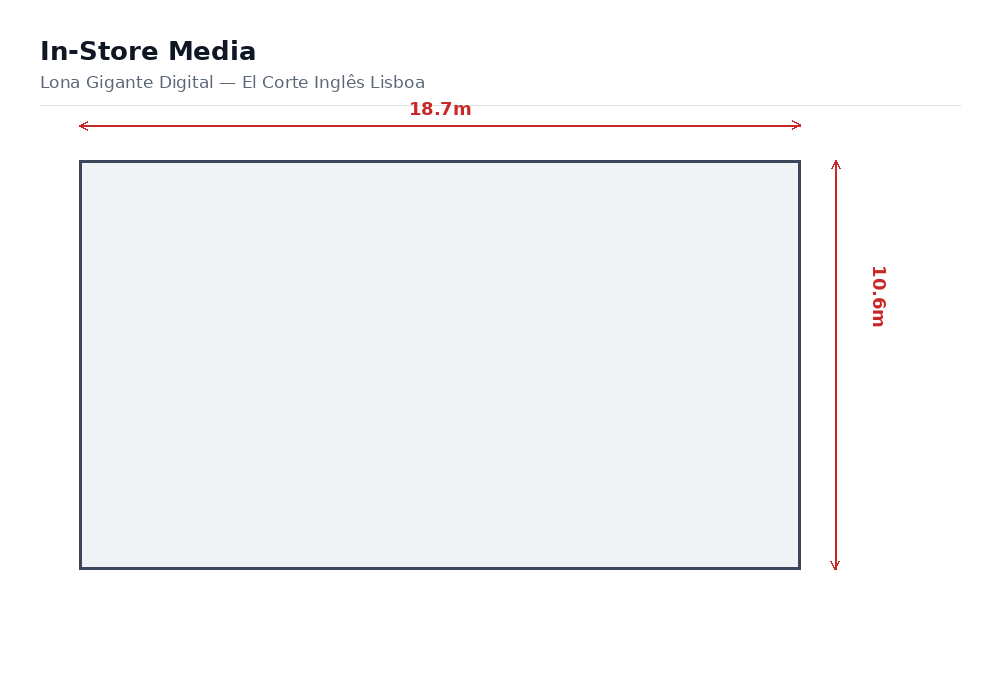 In-Store Media
Lona Gigante Digital — El Corte Inglês Lisboa
18.7m
10.6m